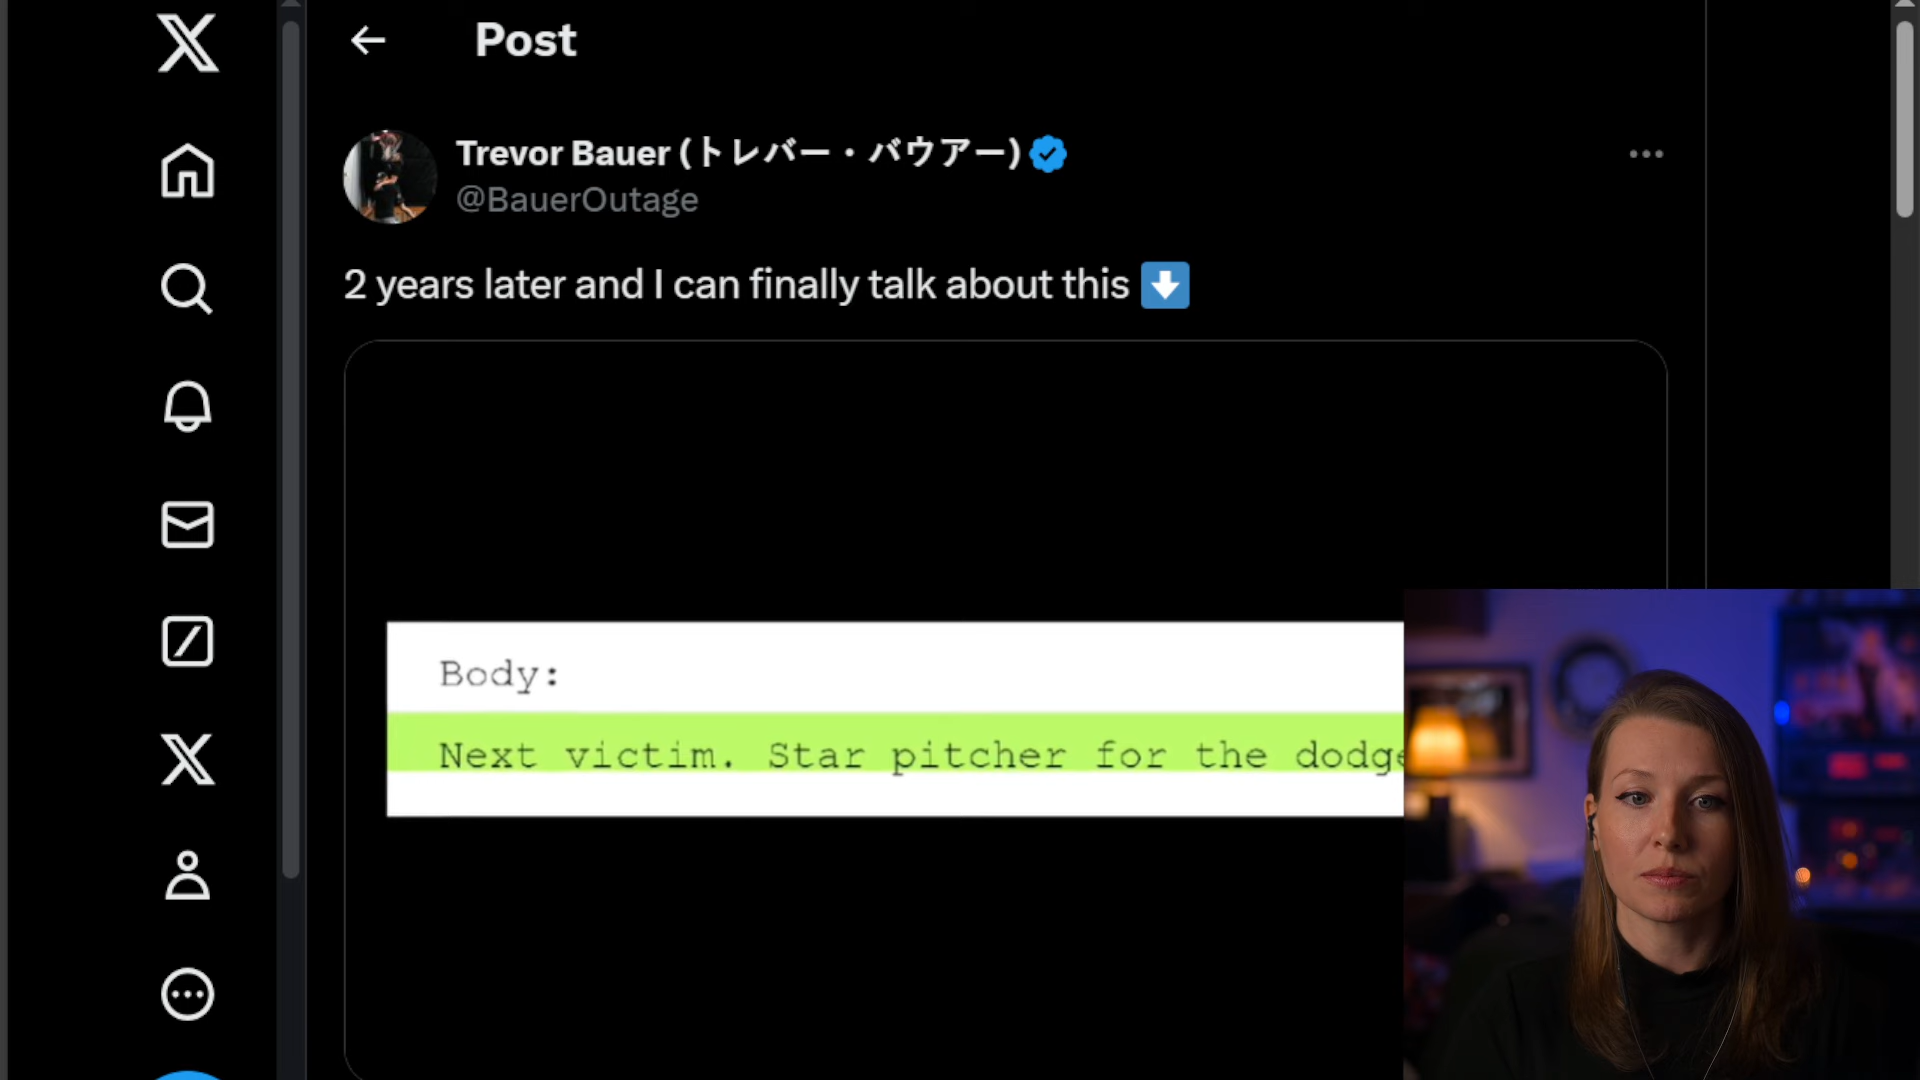 Post
Trevor Bauer (トレバー・バウアー)
@BauerOutage
2 years later and I can finally talk about this
Body:
Next victim. Star pitcher for the